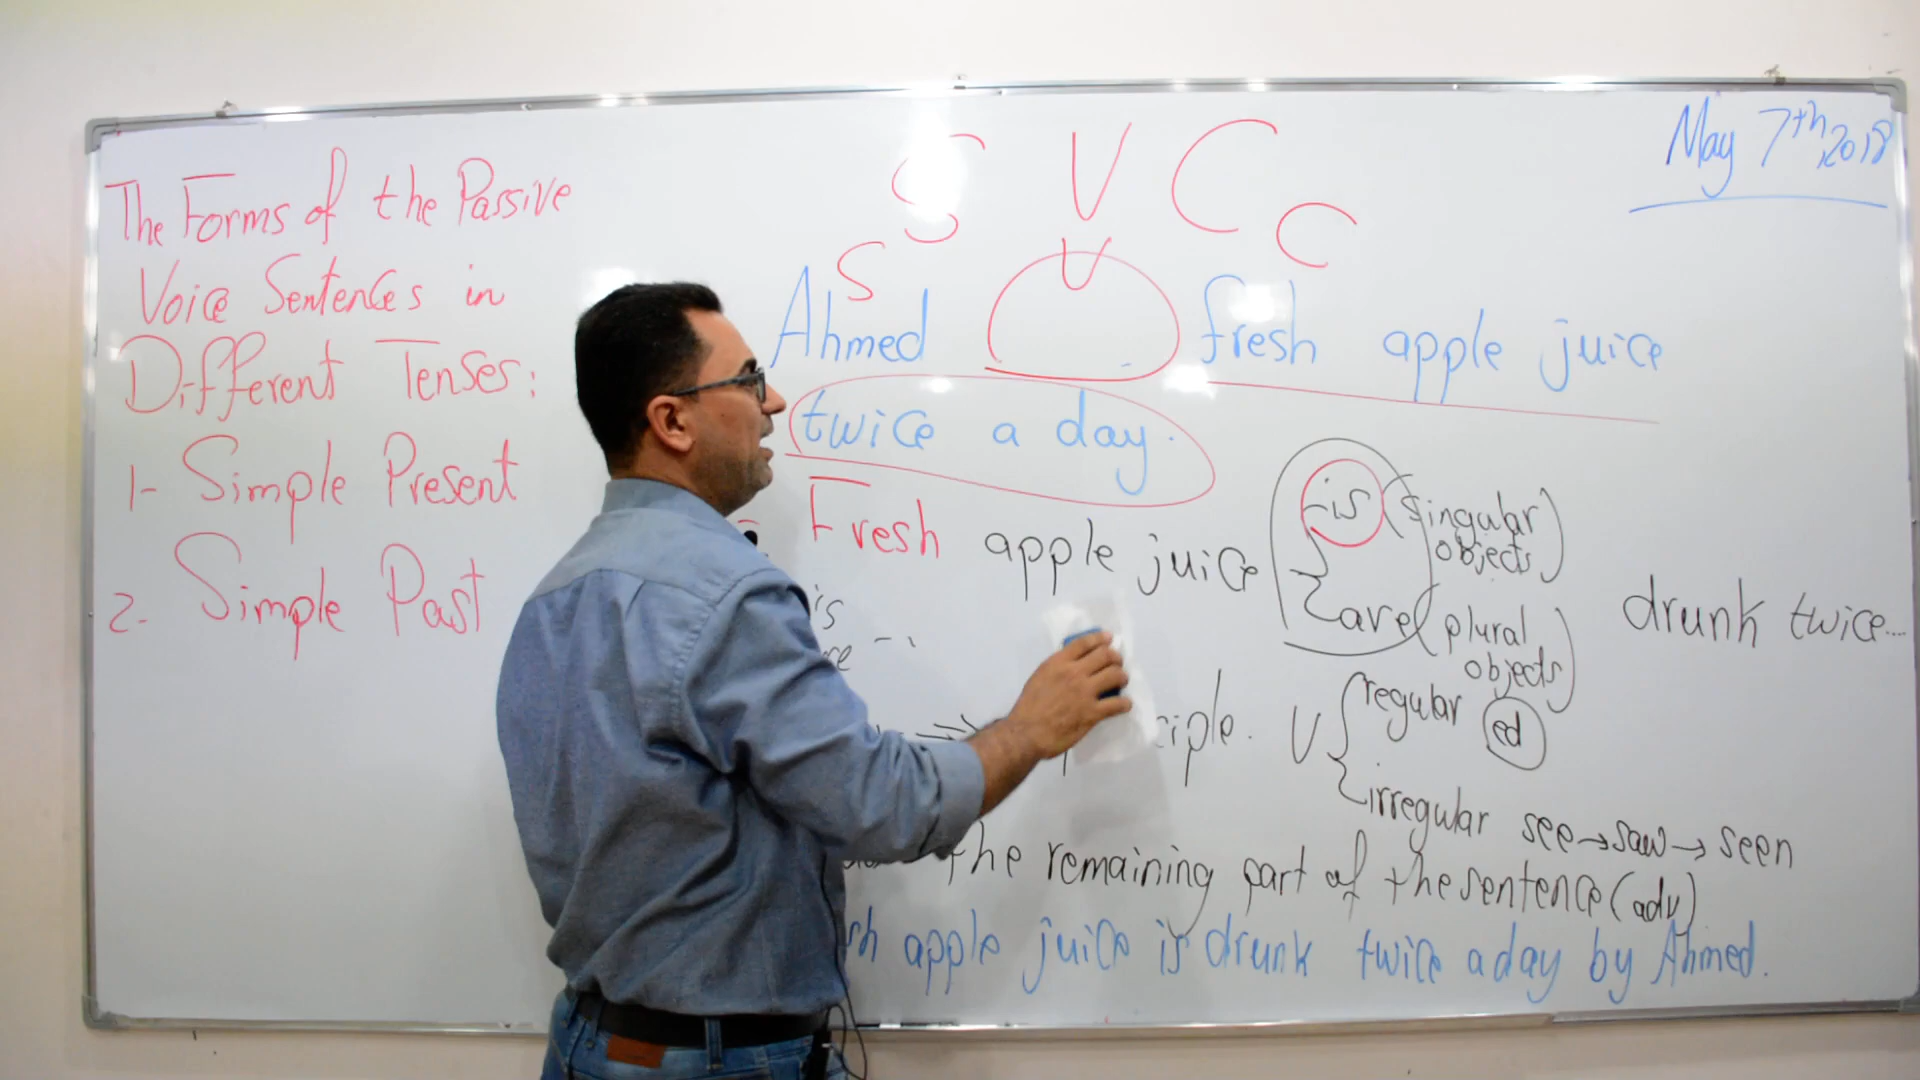 The Forms of the Passive
Voice Sentences in
Different Tenses:
1- Simple Present
2- Simple Past
May 7th, 2018
S V C
S V C
Ahmed fresh apple juice
twice a day.
Fresh apple juice
is (singular objects)
are (plural objects)
drunk twice....
is
V
regular ed
irregular see→saw→seen
the remaining part of the sentence (adv)
apple juice is drunk twice a day by Ahmed.